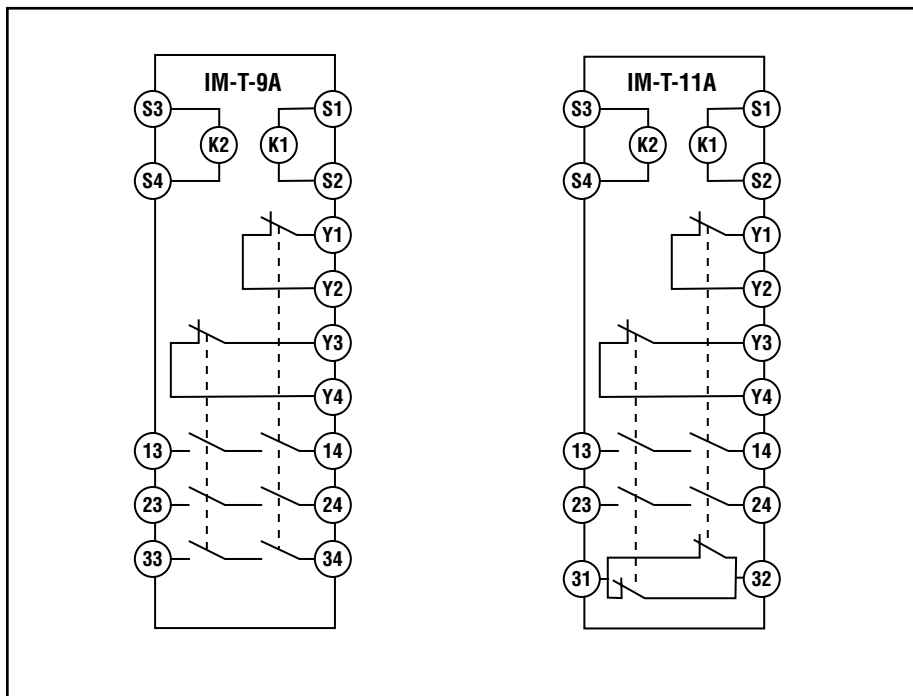 IM-T-9A
S3 S1
K2 K1
S4 S2
Y1
Y2
Y3
Y4
13 14
23 24
33 34
IM-T-11A
S3 S1
K2 K1
S4 S2
Y1
Y2
Y3
Y4
13 14
23 24
31 32